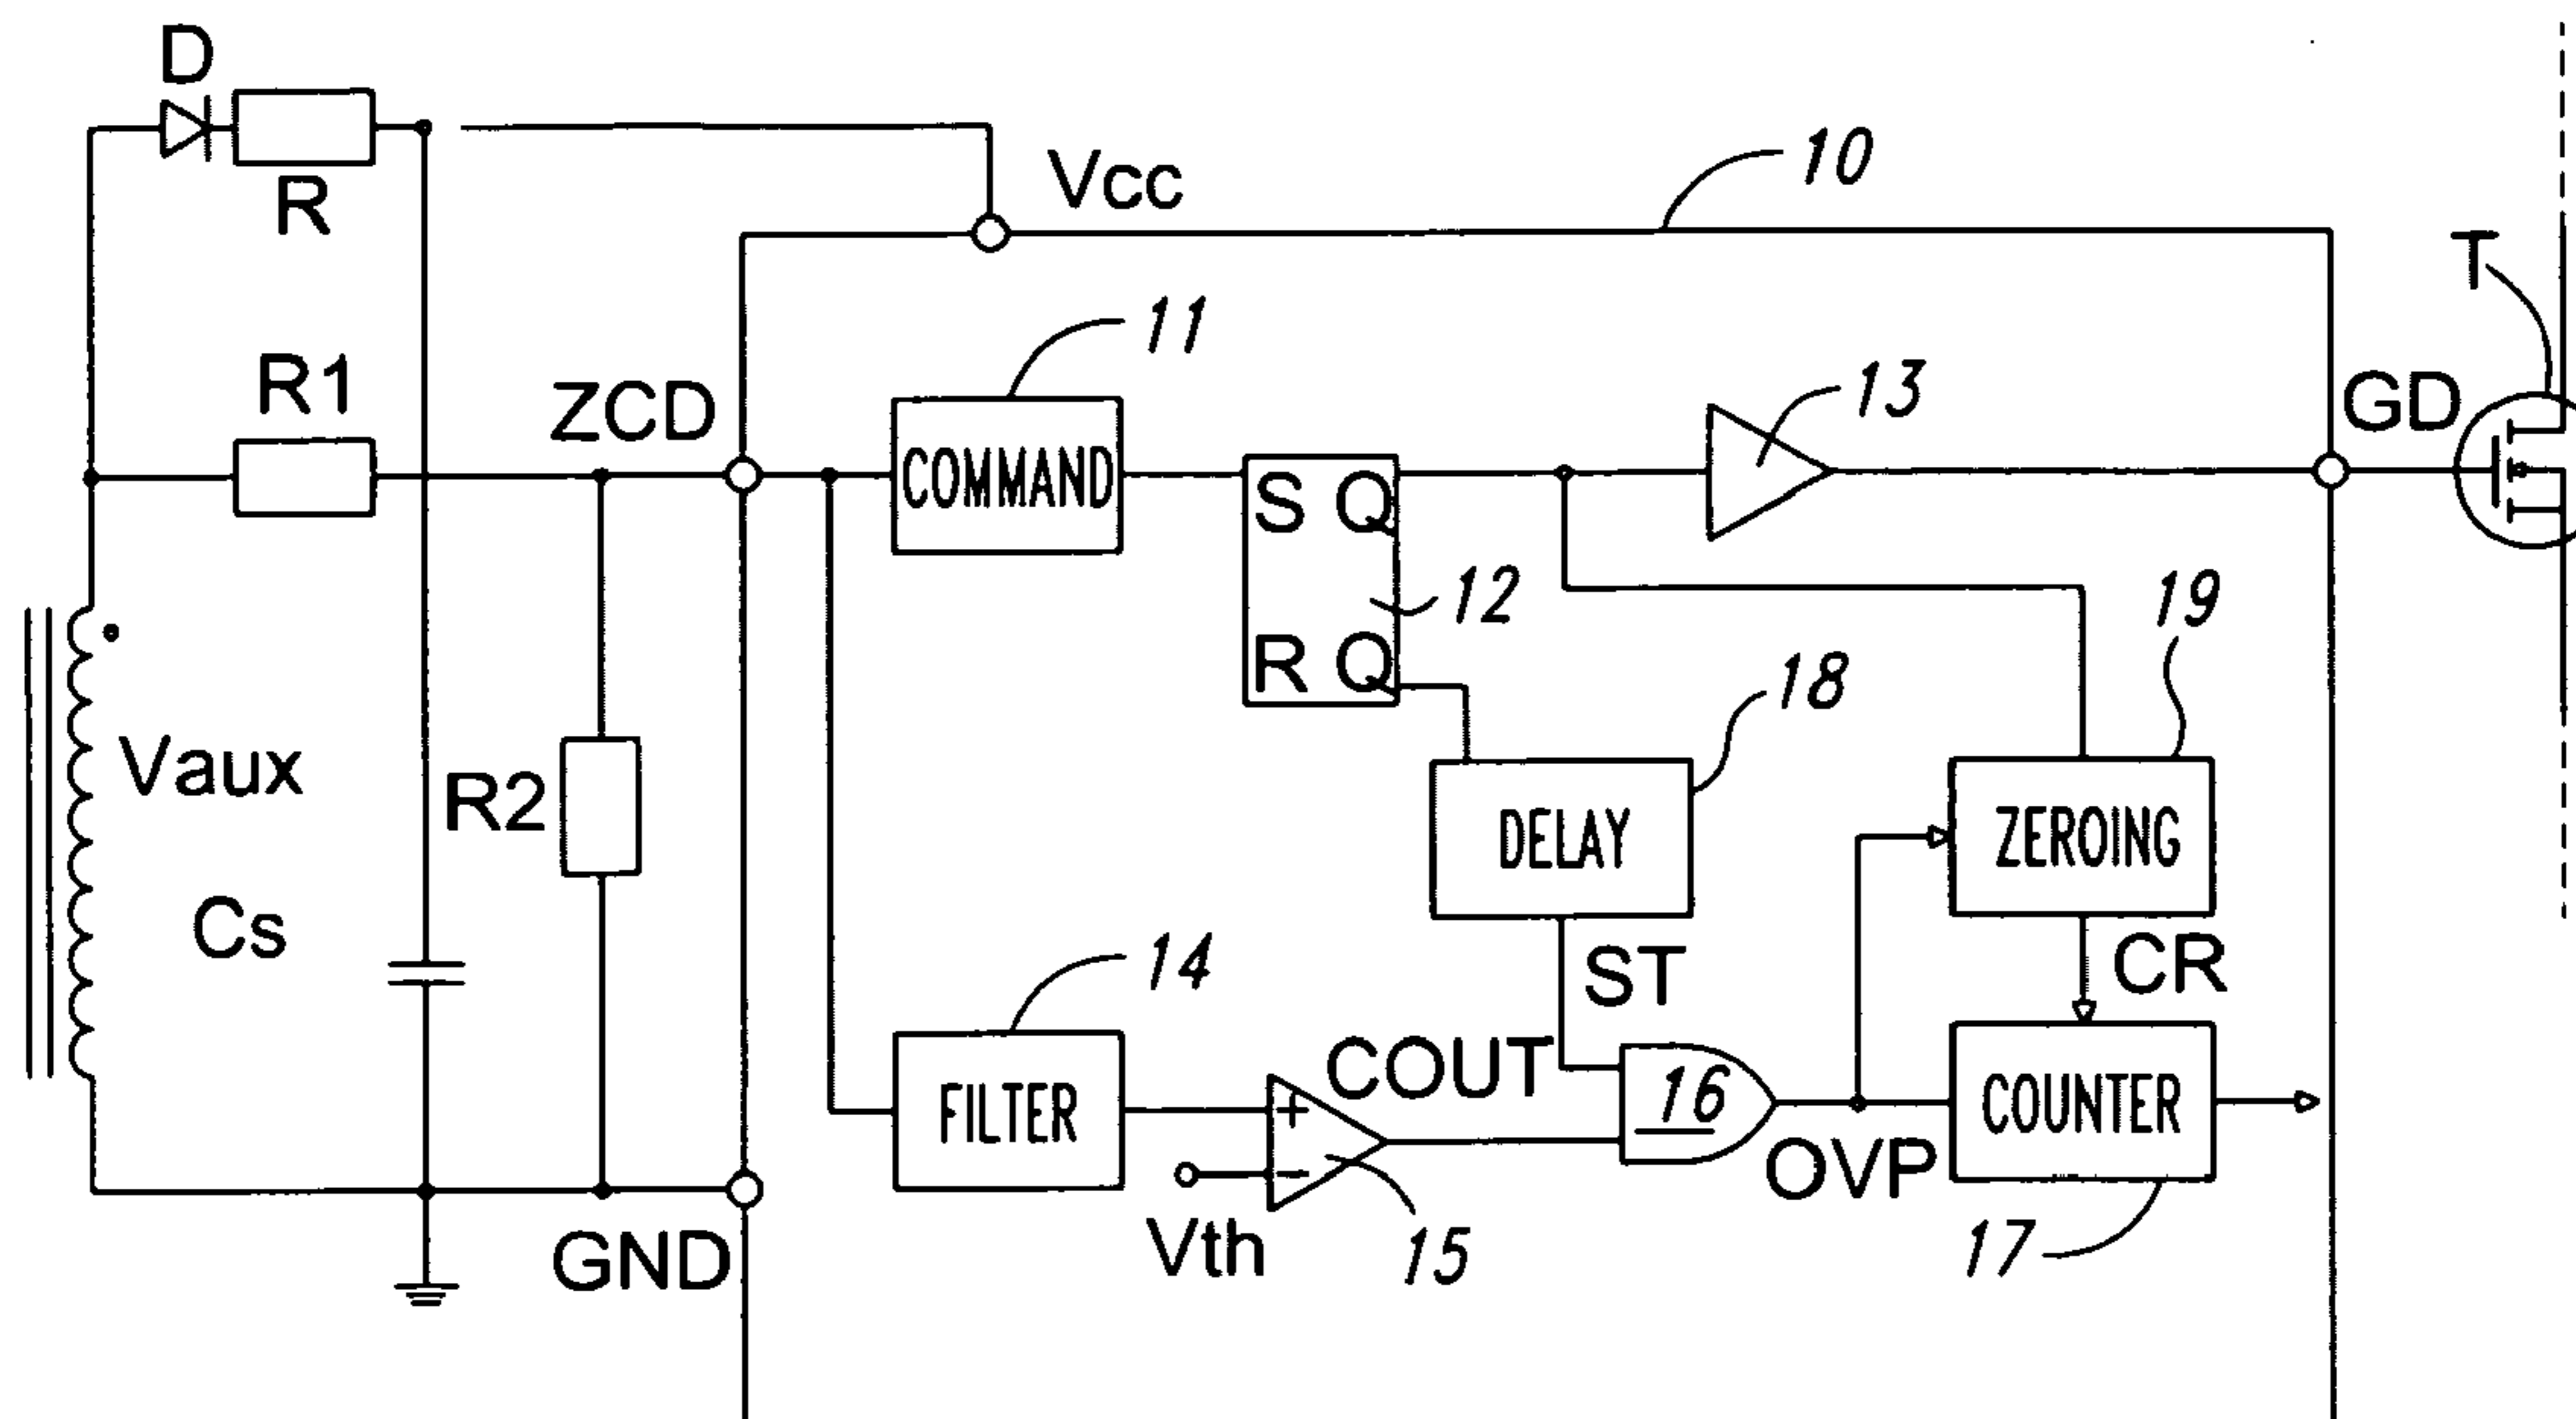 D
R
Vcc
10
T
R1
ZCD
11
COMMAND
13
GD
S Q
R Q
12
19
18
Vaux
R2
DELAY
ZEROING
Cs
14
ST
CR
COUT
FILTER
+
−
16
COUNTER
OVP
GND
Vth
15
17